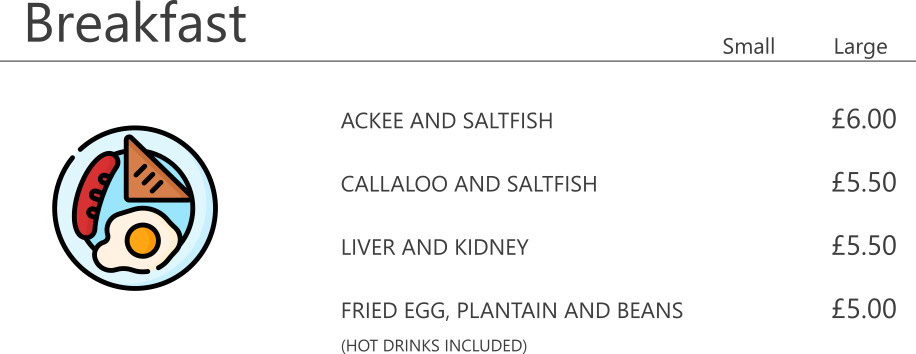 Breakfast
Small Large
ACKEE AND SALTFISH £6.00
CALLALOO AND SALTFISH £5.50
LIVER AND KIDNEY £5.50
FRIED EGG, PLANTAIN AND BEANS £5.00
(HOT DRINKS INCLUDED)